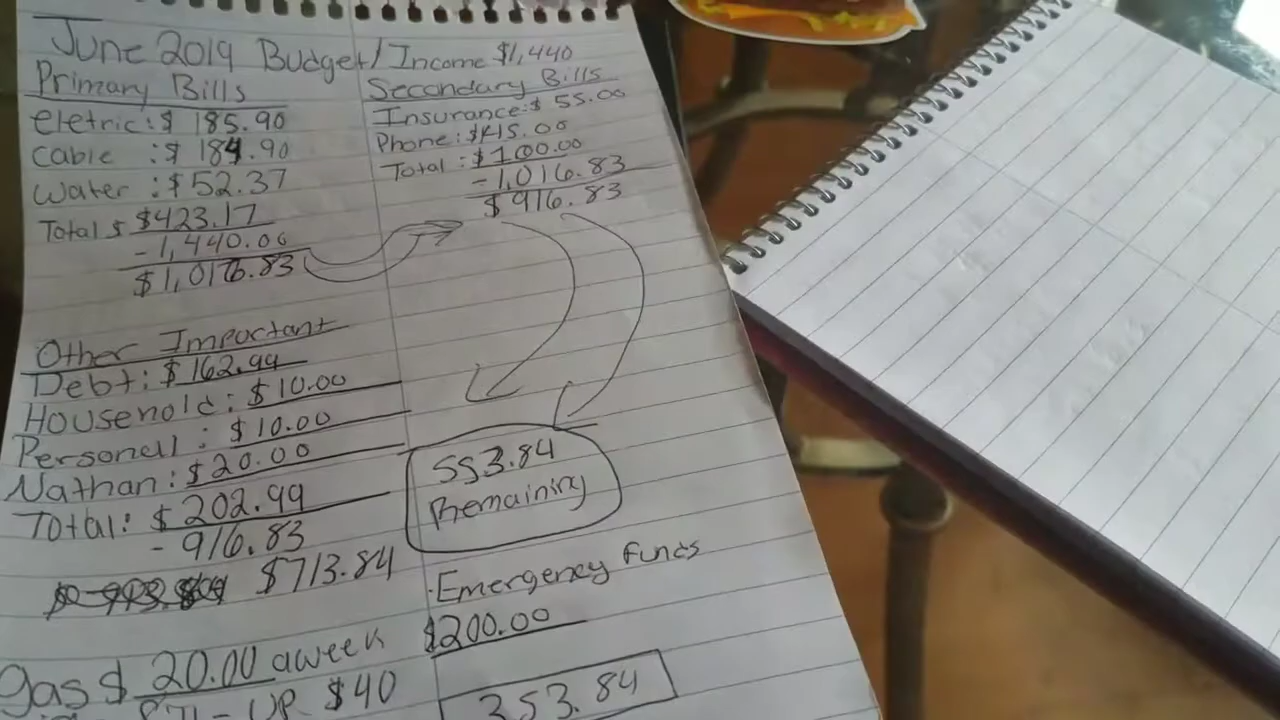 June 2019 Budget/Income $1,440
Primary Bills
eletric: $ 185.90
Cable : $ 184.90
Water : $ 52.37
Total $ $423.17
- 1,440.00
$1,016.83
Secondary Bills
Insurance: $ 55.00
Phone: $45.00
Total: $100.00
- 1,016.83
$916.83
Other Important
Debt: $162.99
Household: $10.00
Personell : $10.00
Nathan: $20.00
Total: $202.99
- 916.83
$713.84
553.84
Remaining
Emergency Funds
$200.00
353.84
gas $ 20.00 a week
UP $40